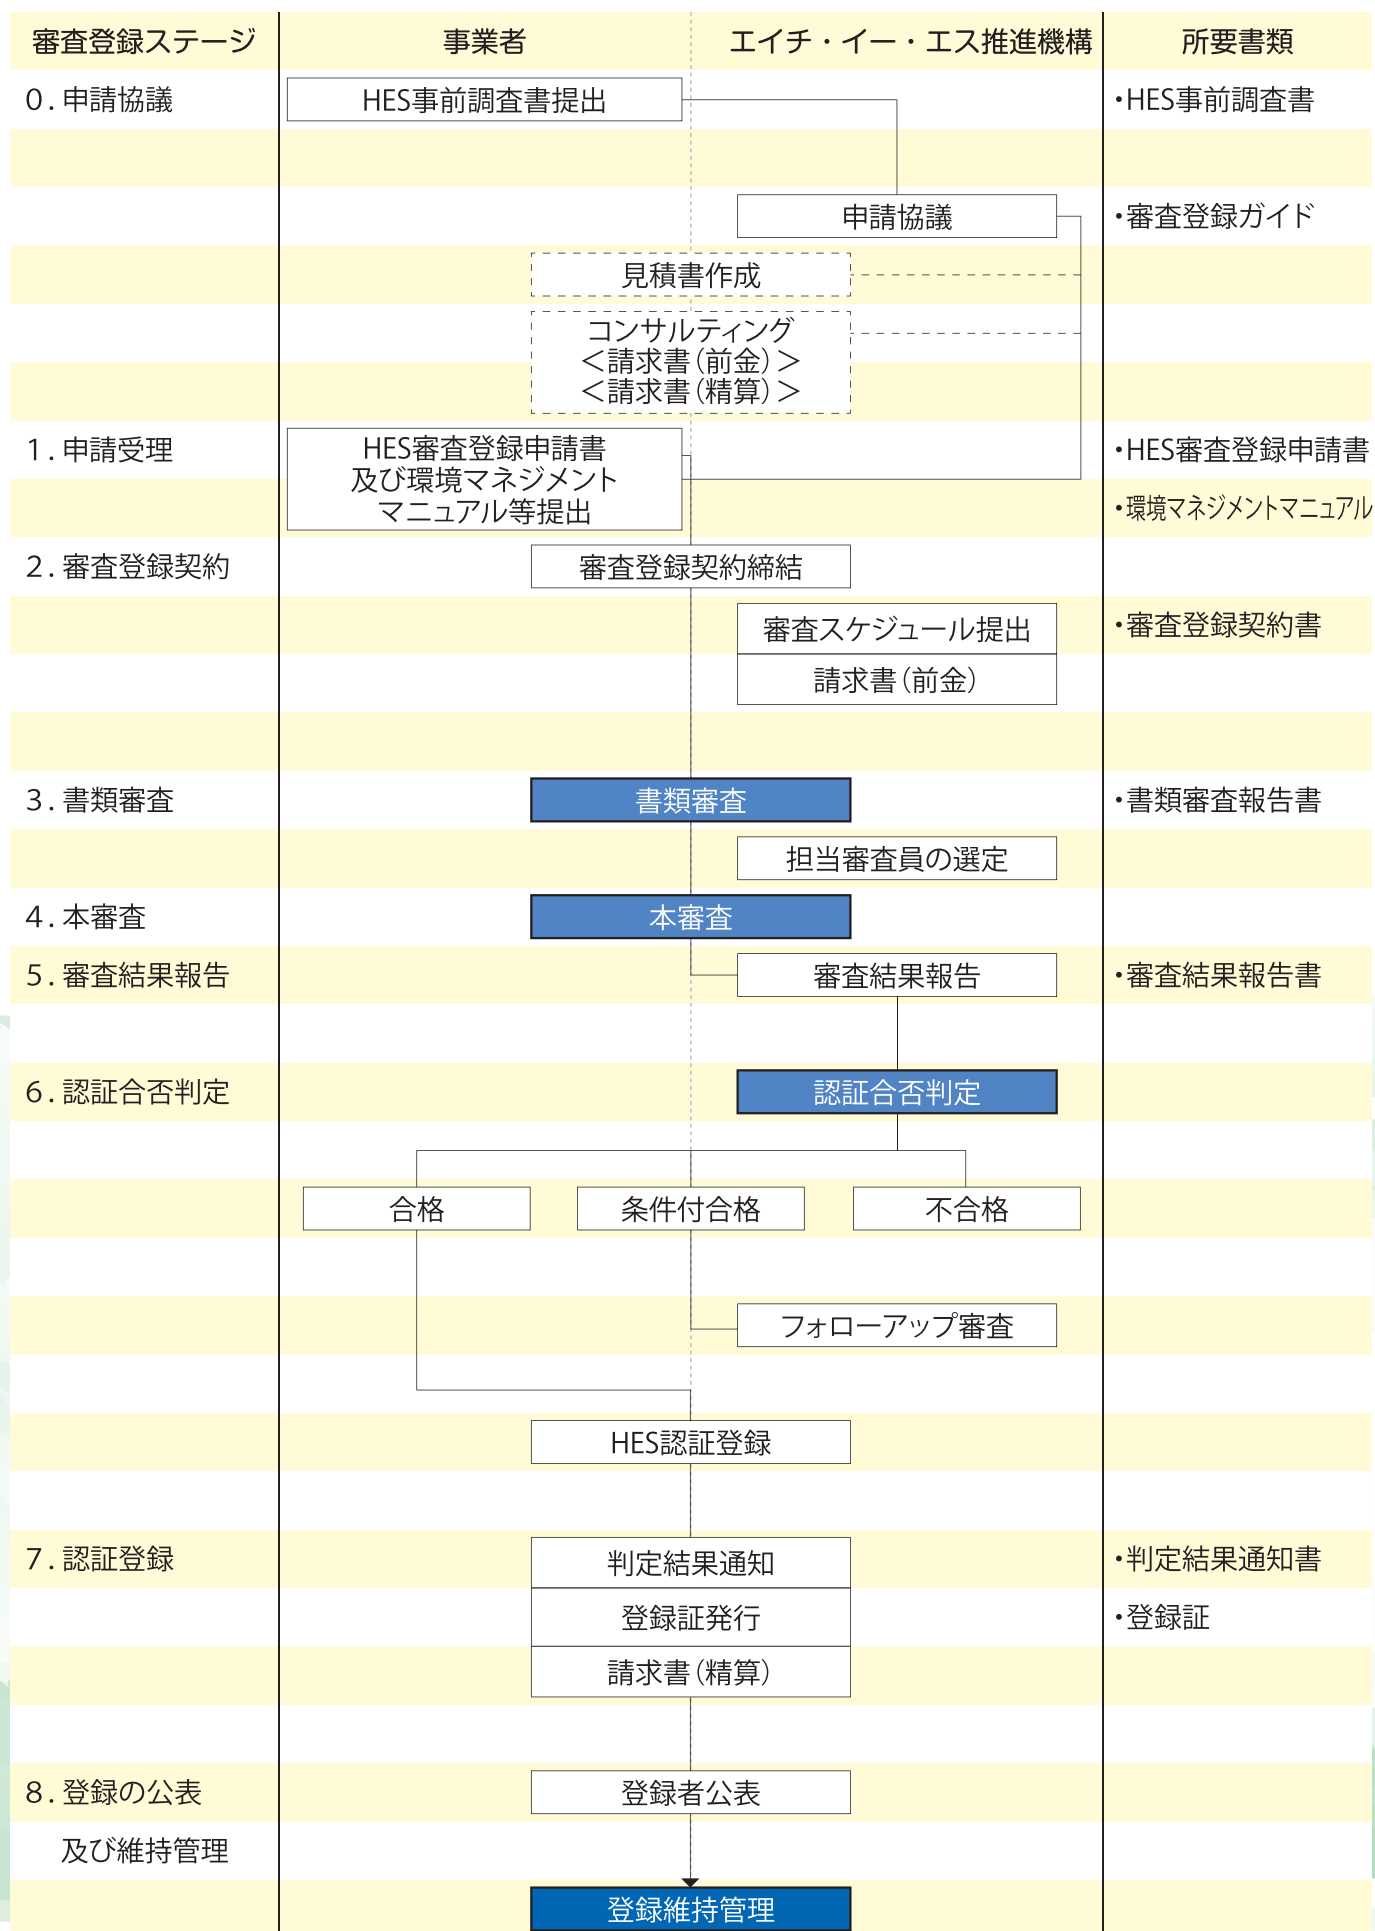 審査登録ステージ
事業者
エイチ・イー・エス推進機構
所要書類
０．申請協議
HES事前調査書提出
・HES事前調査書
申請協議
・審査登録ガイド
見積書作成
コンサルティング
＜請求書（前金）＞
＜請求書（精算）＞
１．申請受理
HES審査登録申請書
及び環境マネジメント
マニュアル等提出
・HES審査登録申請書
・環境マネジメントマニュアル
２．審査登録契約
審査登録契約締結
審査スケジュール提出
・審査登録契約書
請求書（前金）
３．書類審査
書類審査
・書類審査報告書
担当審査員の選定
４．本審査
本審査
５．審査結果報告
審査結果報告
・審査結果報告書
６．認証合否判定
認証合否判定
合格
条件付合格
不合格
フォローアップ審査
HES認証登録
７．認証登録
判定結果通知
・判定結果通知書
登録証発行
・登録証
請求書（精算）
８．登録の公表
登録者公表
及び維持管理
登録維持管理